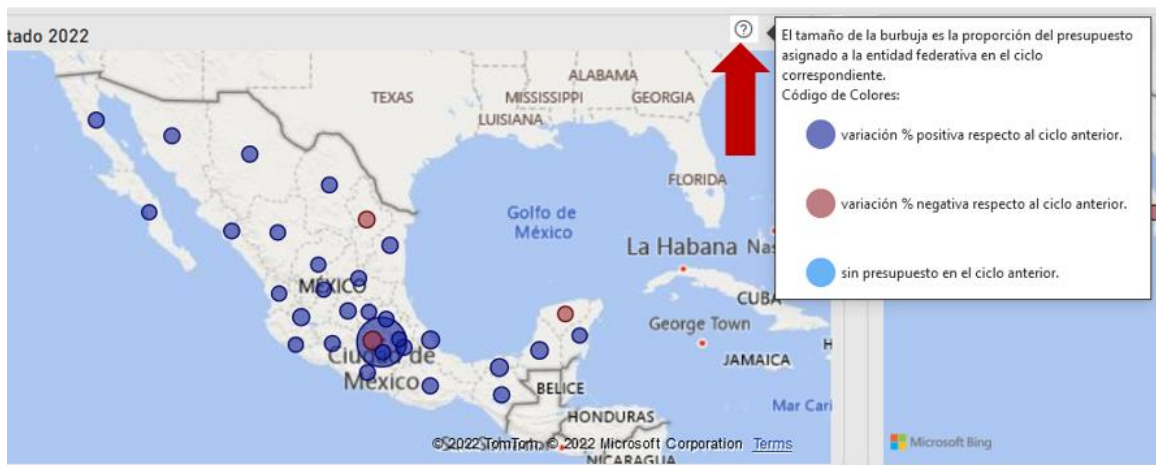 tado 2022
?
El tamaño de la burbuja es la proporción del presupuesto
asignado a la entidad federativa en el ciclo
correspondiente.
Código de Colores:
variación % positiva respecto al ciclo anterior.
variación % negativa respecto al ciclo anterior.
sin presupuesto en el ciclo anterior.
ALABAMA
TEXAS
MISSISSIPPI
GEORGIA
LUISIANA
FLORIDA
Golfo de
México
La Habana
Nas
MÉXICO
CUBA
George Town
Ciudad de
México
JAMAICA
H
BELICE
Mar Cari
HONDURAS
© 2022 TomTom, © 2022 Microsoft Corporation Terms
NICARAGUA
Microsoft Bing